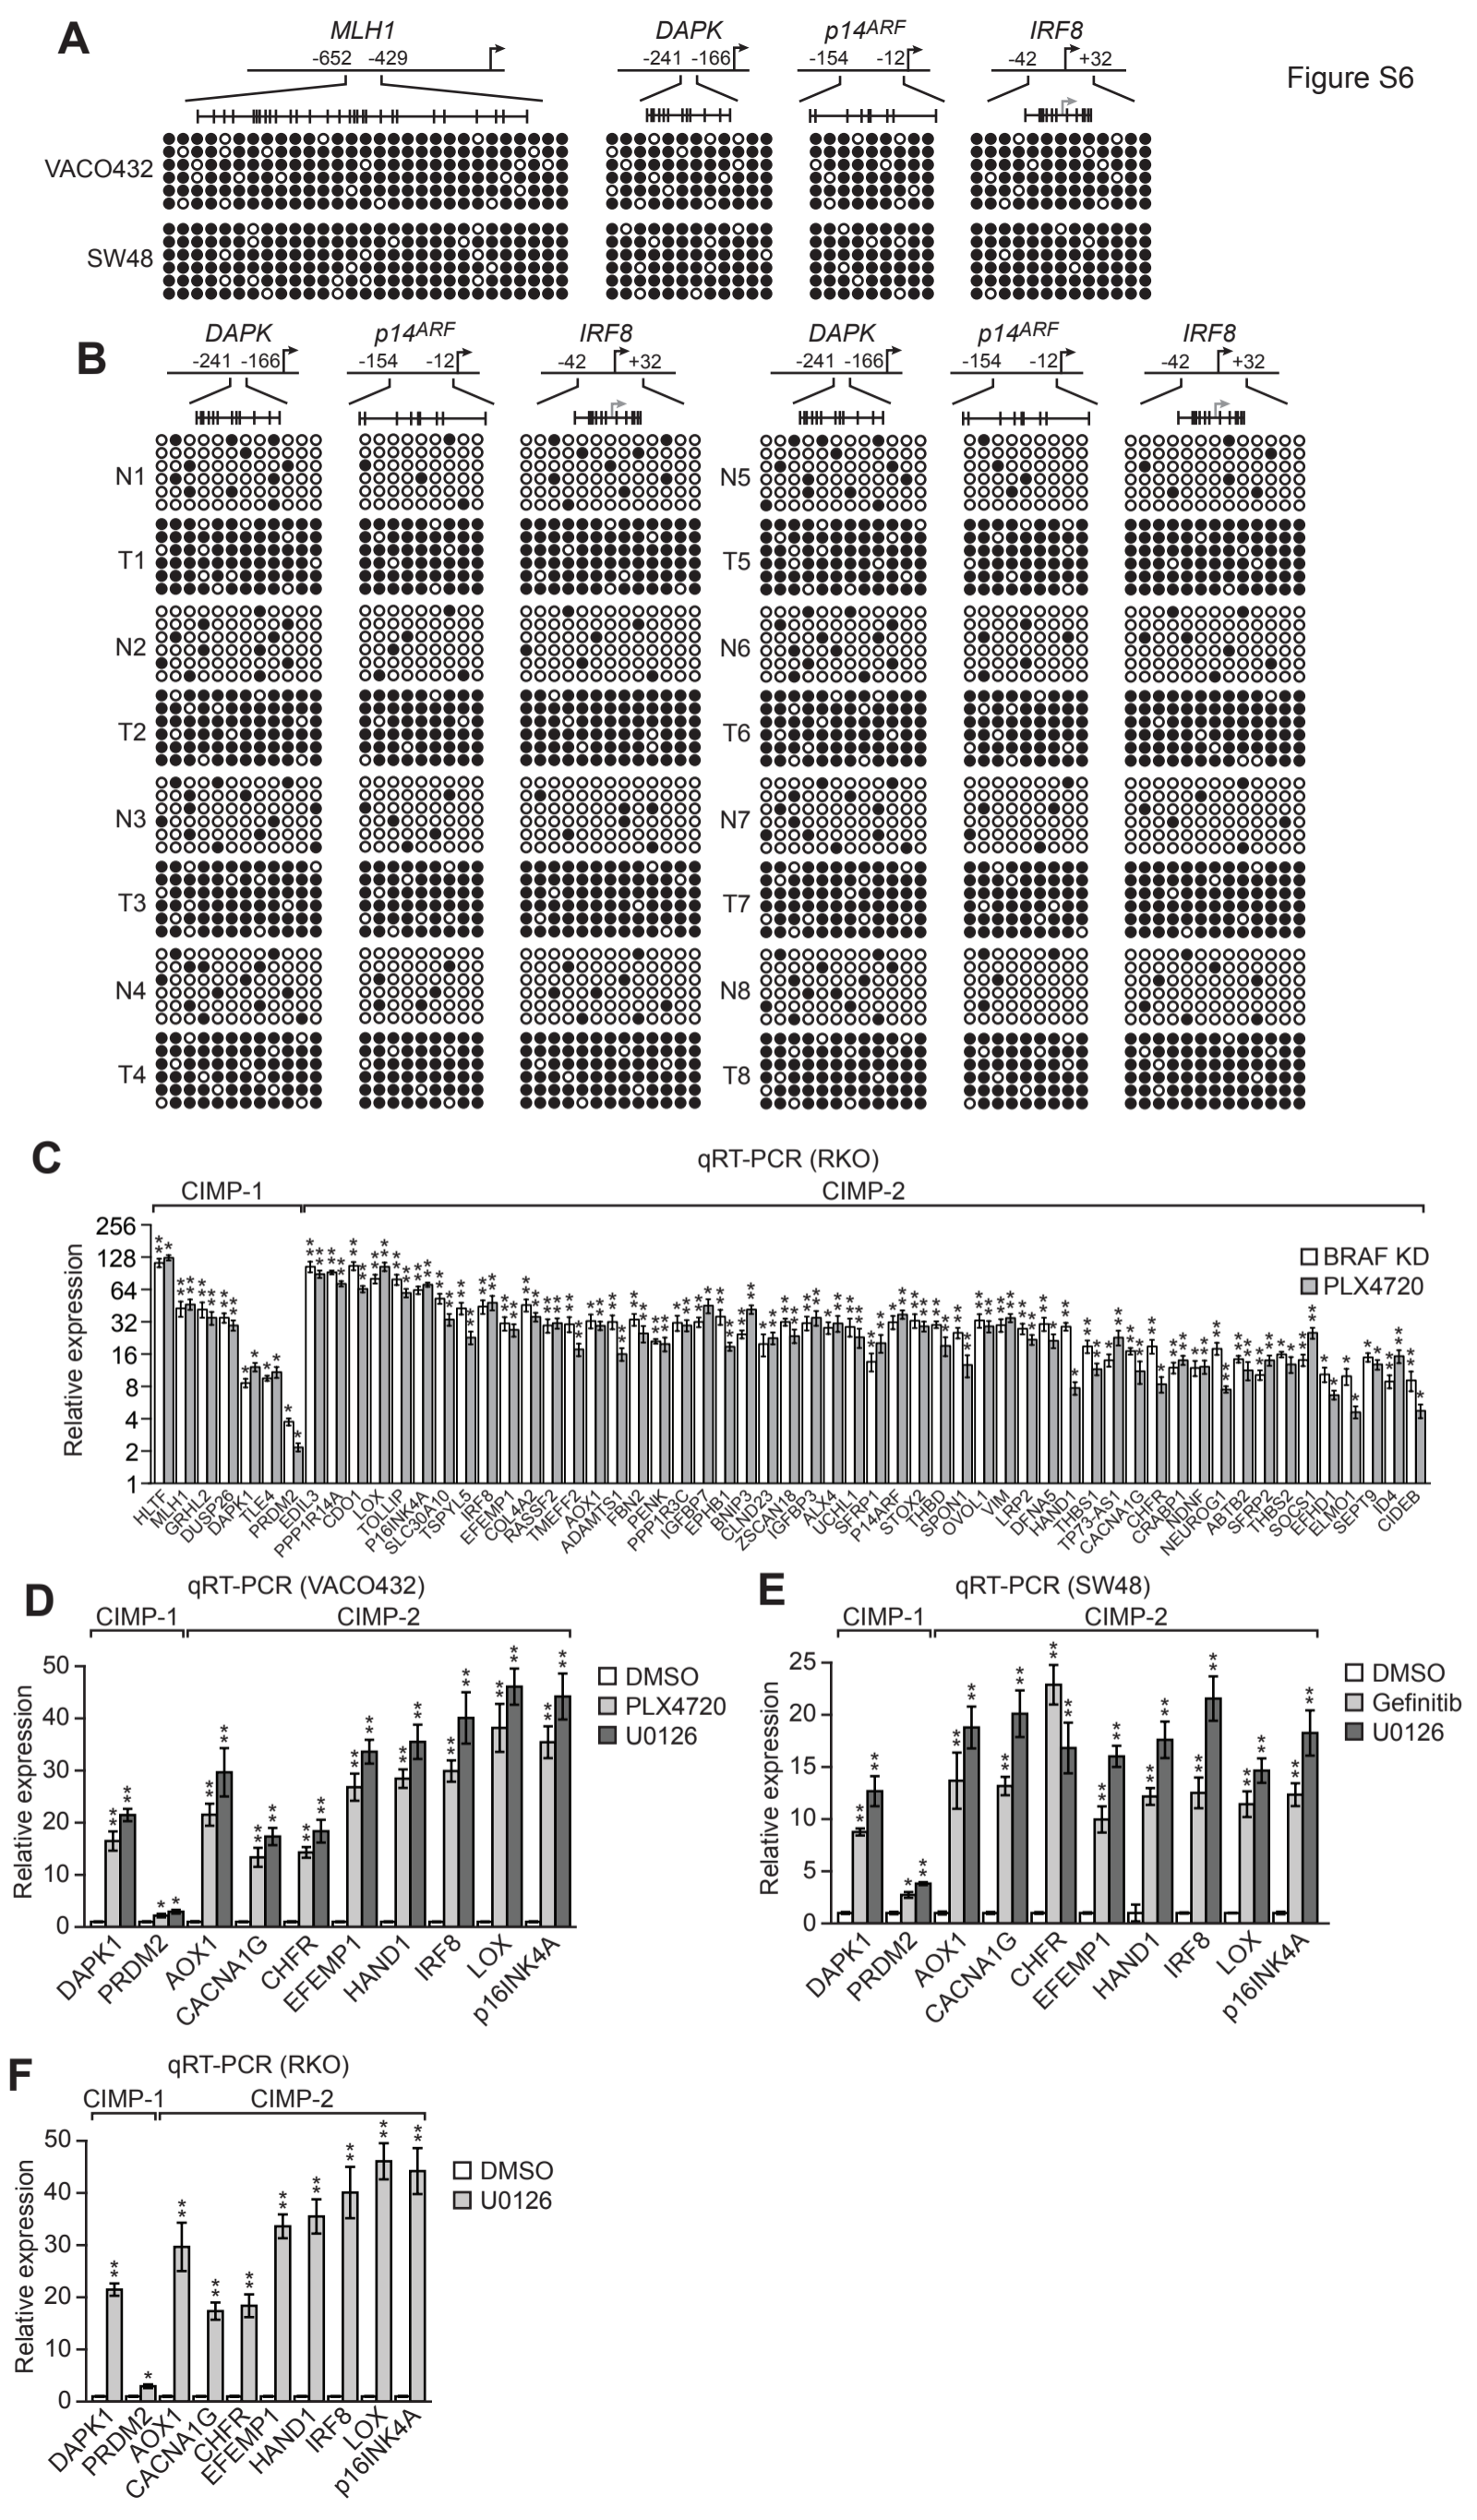 Figure S6
A
MLH1 DAPK p14ARF IRF8
-652 -429 -241 -166 -154 -12 -42 +32
VACO432
SW48
B
DAPK p14ARF IRF8 DAPK p14ARF IRF8
-241 -166 -154 -12 -42 +32 -241 -166 -154 -12 -42 +32
N1 N5
T1 T5
N2 N6
T2 T6
N3 N7
T3 T7
N4 N8
T4 T8
C
qRT-PCR (RKO)
CIMP-1 CIMP-2
Relative expression
256
128
64
32
16
8
4
2
1
BRAF KD
PLX4720
HLTF MLH1 GRHL2 DUSP26 DAPK1 TLE4 PRDM2 EDIL3 PPP1R14A CDO1 LOX TOLLIP P16INK4A SLC30A10 TSPYL5 IRF8 EFEMP1 COL4A2 RASSF2 TMEFF2 AOX1 ADAMTS1 FBN2 PENK PPP1R3C IGFBP7 EPHB1 BNIP3 CLND23 ZSCAN18 IGFBP3 ALX4 UCHL1 SFRP1 P14ARF STOX2 THBD SPON1 OVOL1 VIM LRP2 DFNA5 HAND1 THBS1 TP73-AS1 CACNA1G CHFR CRABP1 NDNF NEUROG1 ABTB2 SFRP2 THBS2 SOCS1 EFHD1 ELMO1 SEPT9 ID4 CIDEB
D
qRT-PCR (VACO432)
CIMP-1 CIMP-2
Relative expression
50
40
30
20
10
0
DMSO
PLX4720
U0126
DAPK1 PRDM2 AOX1 CACNA1G CHFR EFEMP1 HAND1 IRF8 LOX p16INK4A
E
qRT-PCR (SW48)
CIMP-1 CIMP-2
Relative expression
25
20
15
10
5
0
DMSO
Gefinitib
U0126
DAPK1 PRDM2 AOX1 CACNA1G CHFR EFEMP1 HAND1 IRF8 LOX p16INK4A
F
qRT-PCR (RKO)
CIMP-1 CIMP-2
Relative expression
50
40
30
20
10
0
DMSO
U0126
DAPK1 PRDM2 AOX1 CACNA1G CHFR EFEMP1 HAND1 IRF8 LOX p16INK4A